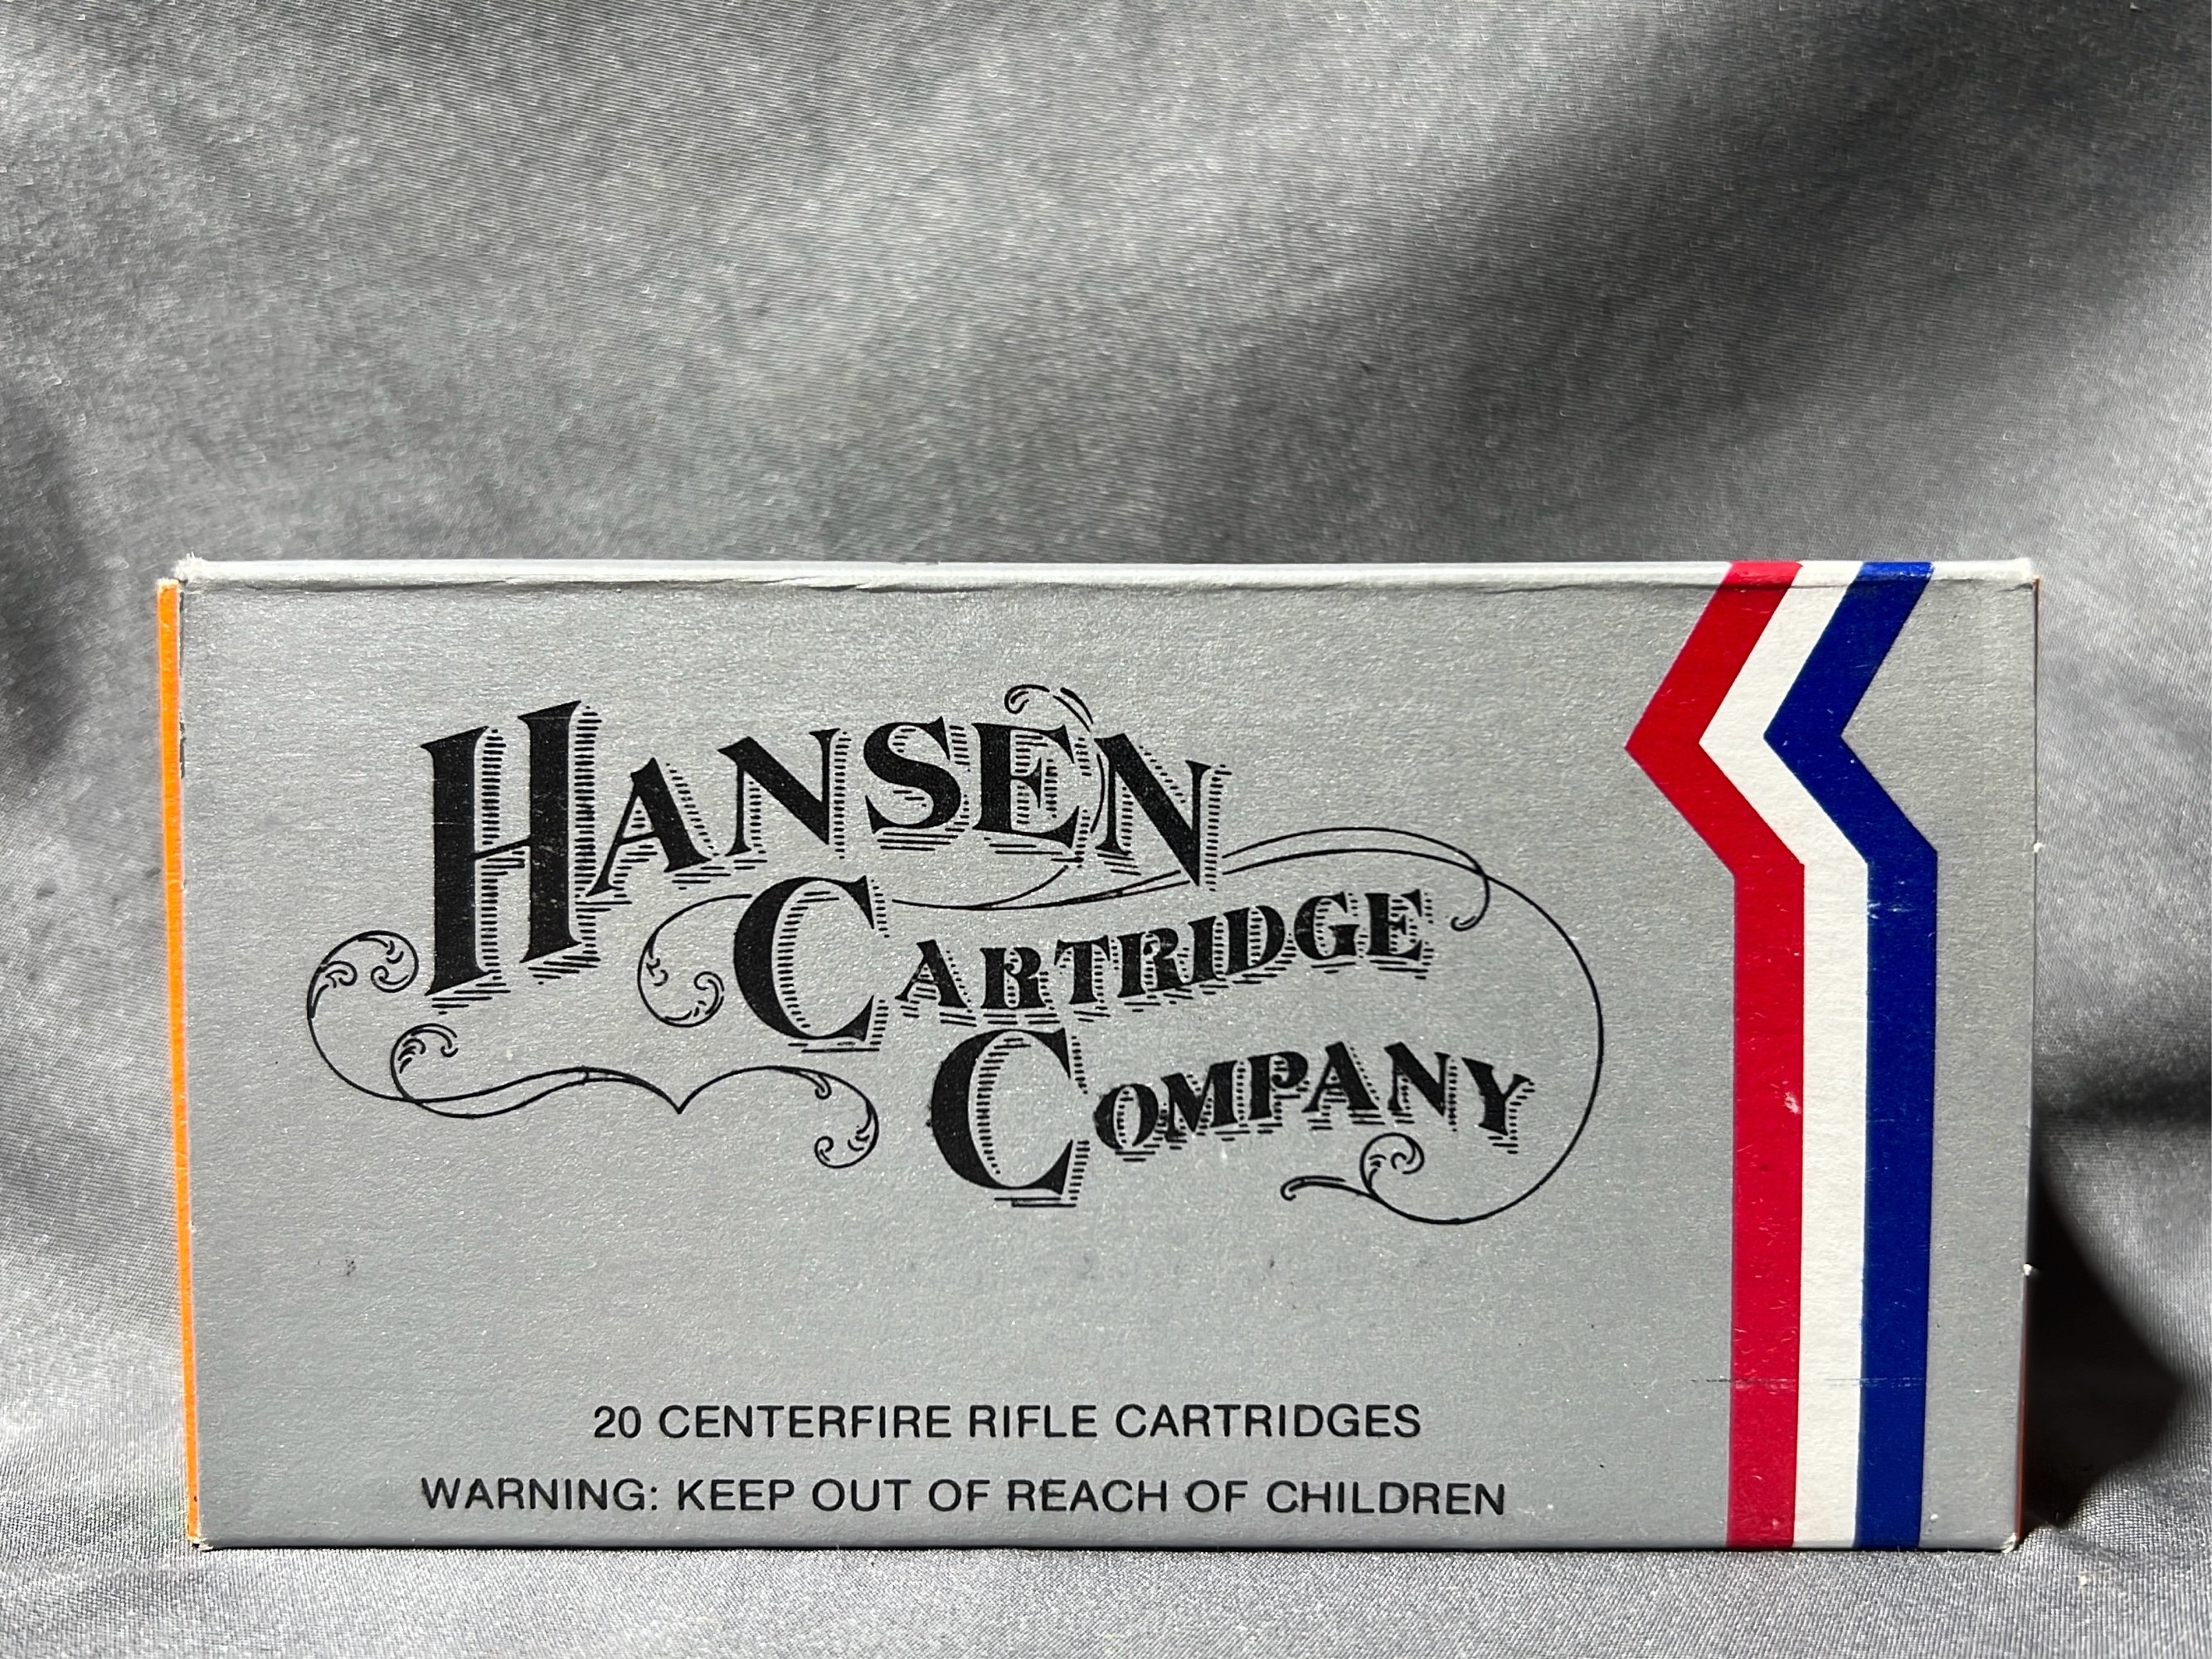 HANSEN
CARTRIDGE
COMPANY
20 CENTERFIRE RIFLE CARTRIDGES
WARNING: KEEP OUT OF REACH OF CHILDREN